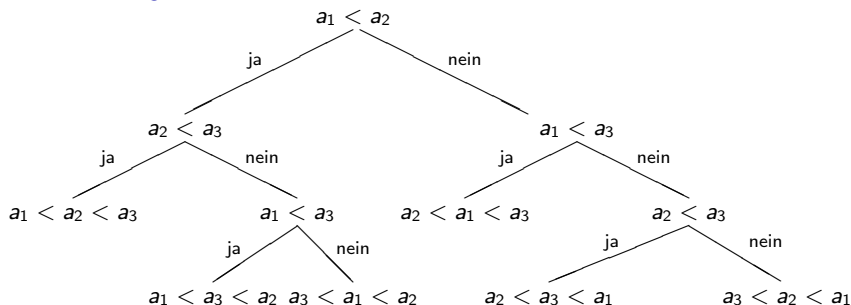 a₁ < a₂
ja nein
a₂ < a₃ a₁ < a₃
ja nein ja nein
a₁ < a₂ < a₃ a₁ < a₃ a₂ < a₁ < a₃ a₂ < a₃
ja nein ja nein
a₁ < a₃ < a₂ a₃ < a₁ < a₂ a₂ < a₃ < a₁ a₃ < a₂ < a₁